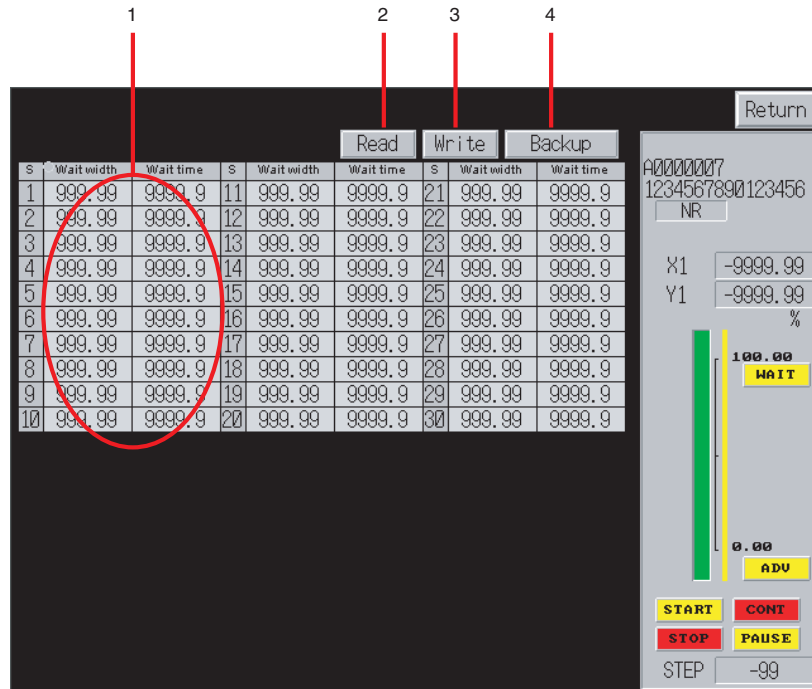 1 2 3 4
Return
Read Write Backup
S Wait width Wait time S Wait width Wait time S Wait width Wait time
1 999.99 9999.9 11 999.99 9999.9 21 999.99 9999.9
2 999.99 9999.9 12 999.99 9999.9 22 999.99 9999.9
3 999.99 9999.9 13 999.99 9999.9 23 999.99 9999.9
4 999.99 9999.9 14 999.99 9999.9 24 999.99 9999.9
5 999.99 9999.9 15 999.99 9999.9 25 999.99 9999.9
6 999.99 9999.9 16 999.99 9999.9 26 999.99 9999.9
7 999.99 9999.9 17 999.99 9999.9 27 999.99 9999.9
8 999.99 9999.9 18 999.99 9999.9 28 999.99 9999.9
9 999.99 9999.9 19 999.99 9999.9 29 999.99 9999.9
10 999.99 9999.9 20 999.99 9999.9 30 999.99 9999.9
A0000007
1234567890123456
NR
X1 -9999.99
Y1 -9999.99
%
100.00
WAIT
0.00
ADV
START CONT
STOP PAUSE
STEP -99